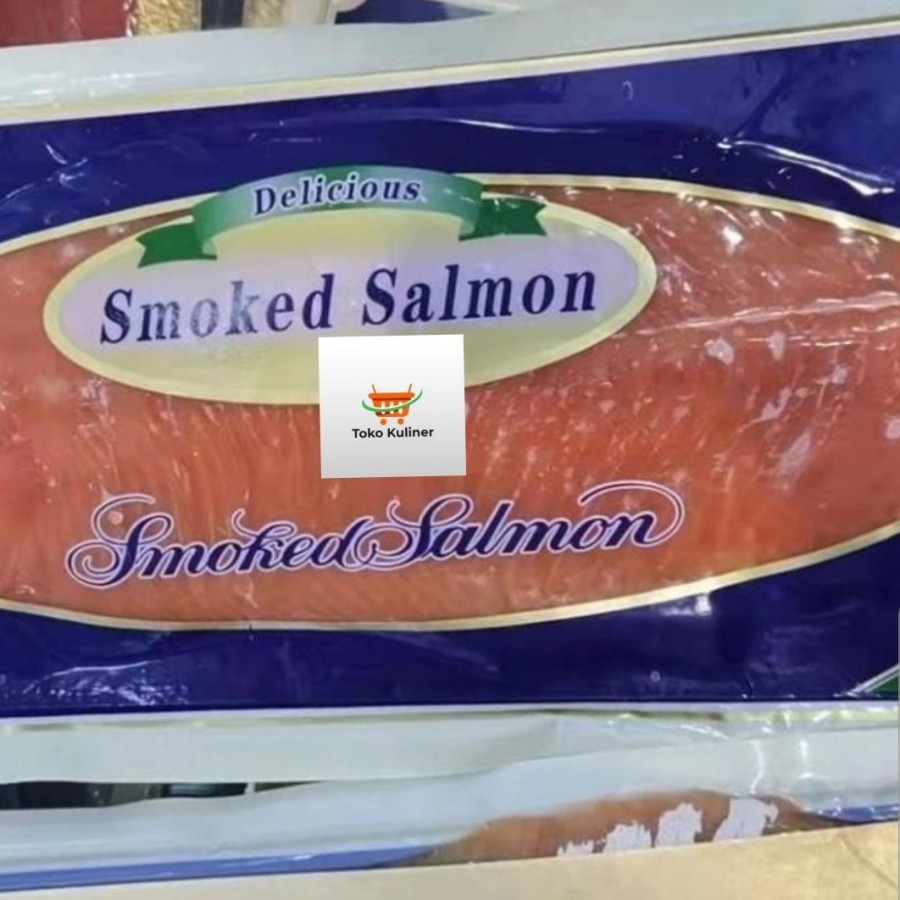 Delicious
Smoked Salmon
Toko Kuliner
Smoked Salmon